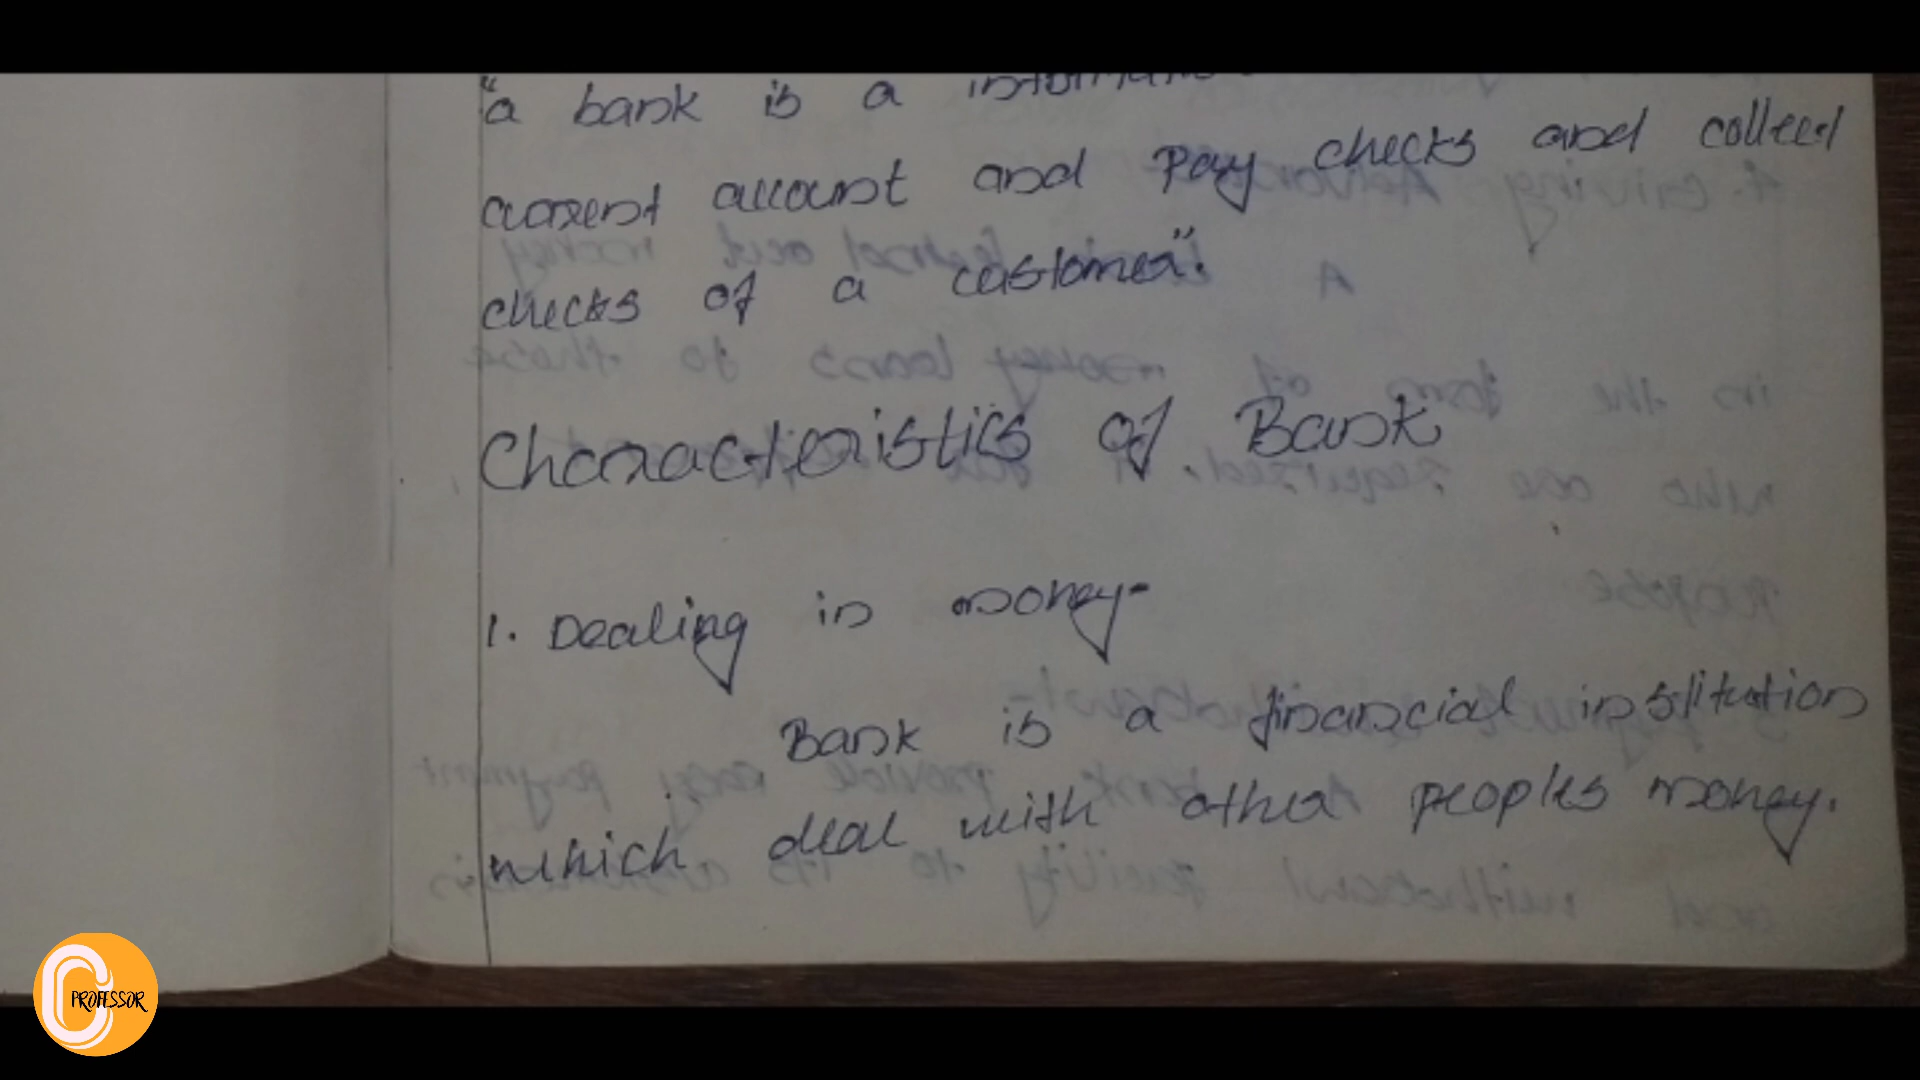 "a bank is a
current account and Pay checks and collect
checks of a customer".
Characteristics of Bank
1. Dealing in money-
Bank is a financial institution
which deal with other peoples money.
C PROFESSOR